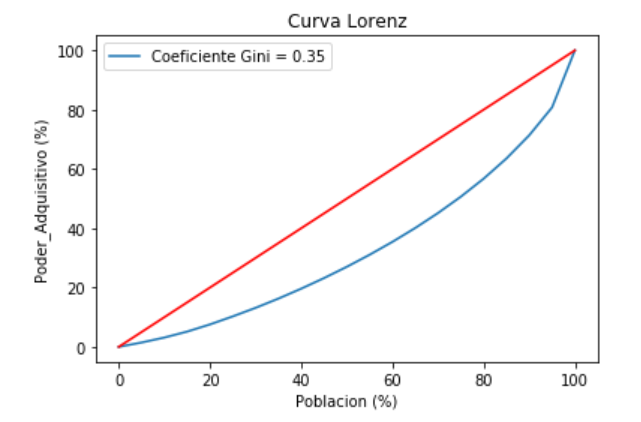 Curva Lorenz
Coeficiente Gini = 0.35
Poder_Adquisitivo (%)
100
80
60
40
20
0
0 20 40 60 80 100
Poblacion (%)